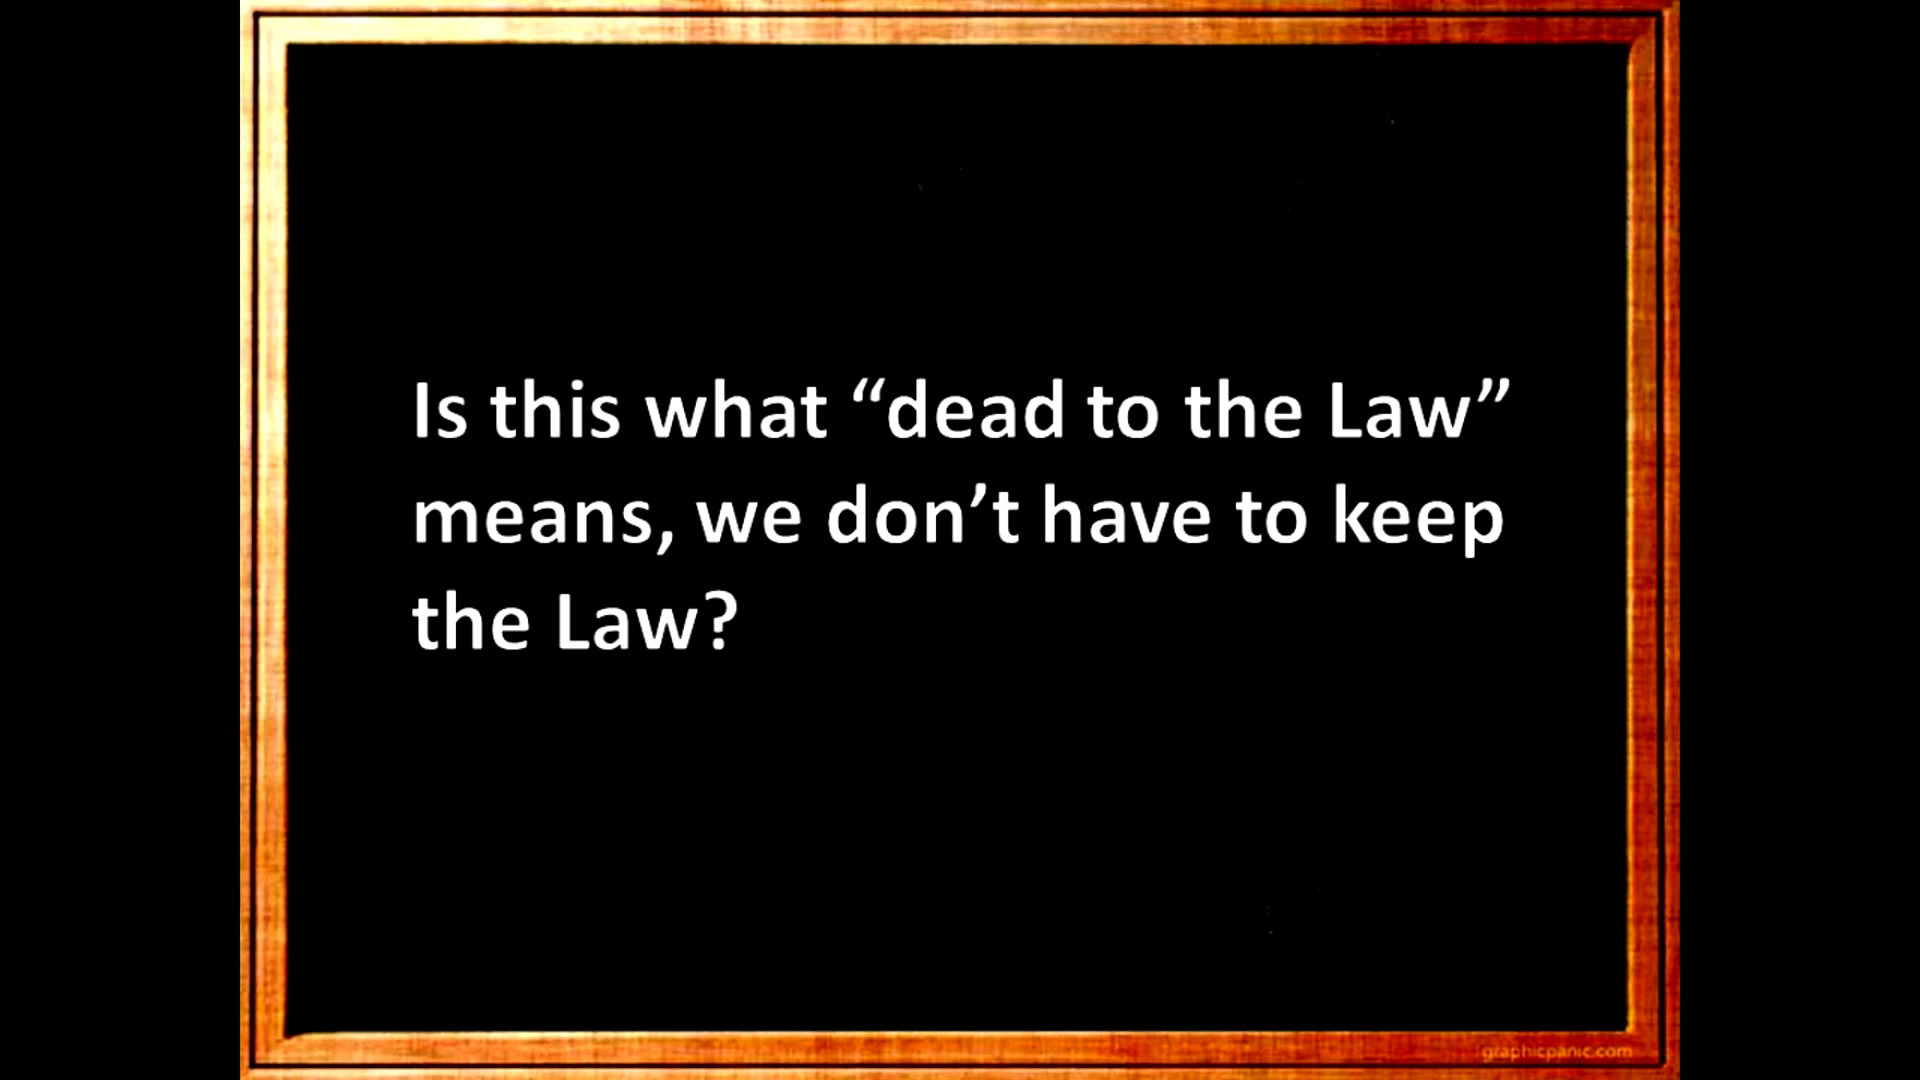 Is this what “dead to the Law”
means, we don’t have to keep
the Law?
graphicpanic.com